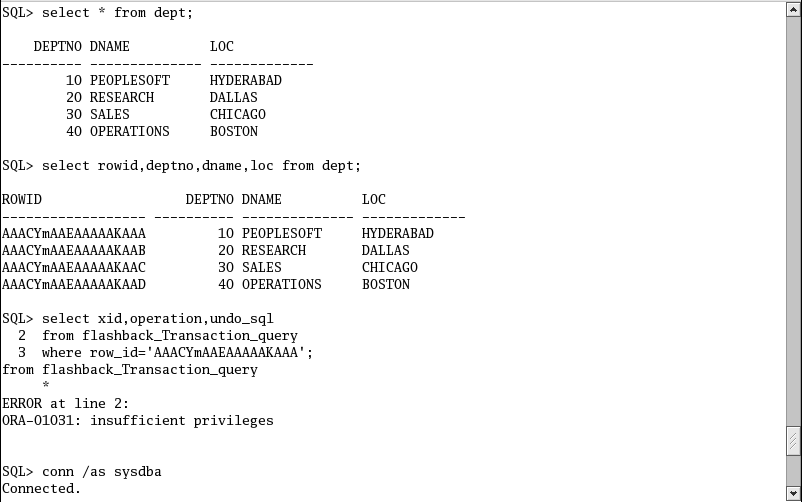 SQL> select * from dept;
    DEPTNO DNAME          LOC
---------- -------------- -------------
        10 PEOPLESOFT     HYDERABAD
        20 RESEARCH       DALLAS
        30 SALES          CHICAGO
        40 OPERATIONS     BOSTON
SQL> select rowid,deptno,dname,loc from dept;
ROWID                  DEPTNO DNAME          LOC
------------------ ---------- -------------- -------------
AAACYmAAEAAAAAKAAA         10 PEOPLESOFT     HYDERABAD
AAACYmAAEAAAAAKAAB         20 RESEARCH       DALLAS
AAACYmAAEAAAAAKAAC         30 SALES          CHICAGO
AAACYmAAEAAAAAKAAD         40 OPERATIONS     BOSTON
SQL> select xid,operation,undo_sql
  2  from flashback_Transaction_query
  3  where row_id='AAACYmAAEAAAAAKAAA';
from flashback_Transaction_query
     *
ERROR at line 2:
ORA-01031: insufficient privileges
SQL> conn /as sysdba
Connected.